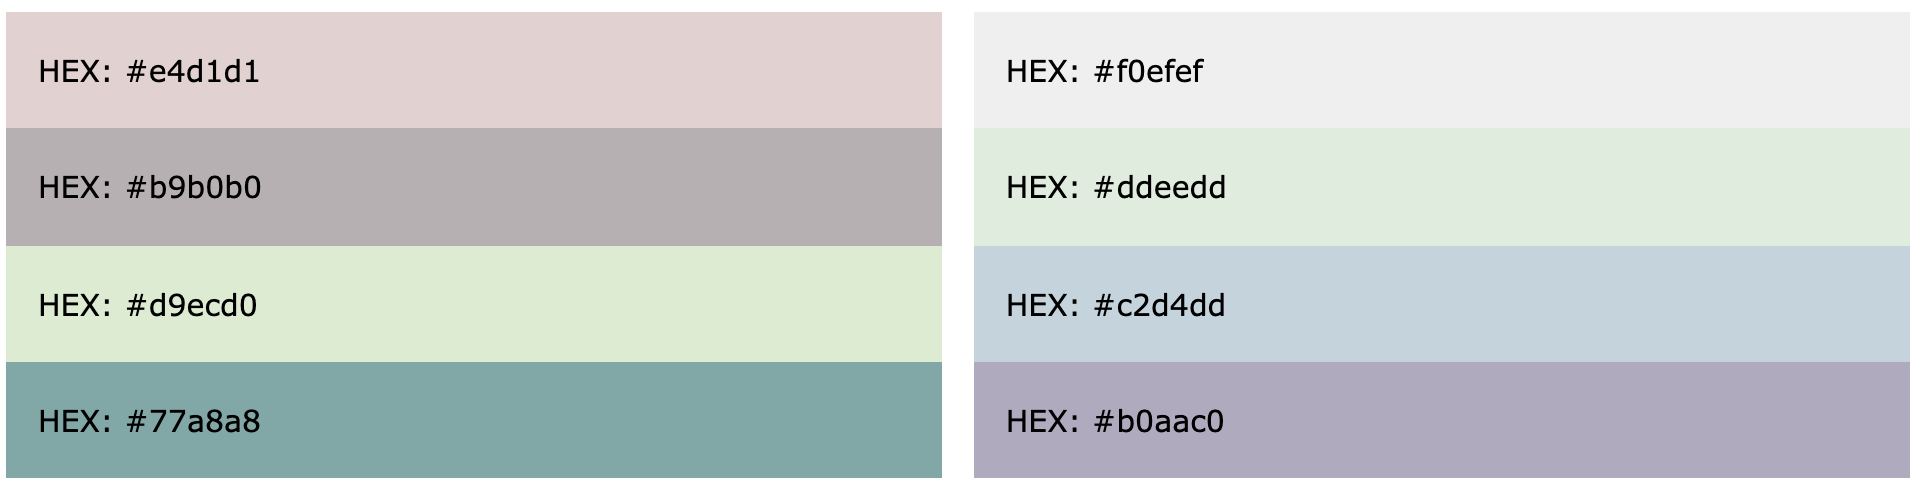 HEX: #e4d1d1
HEX: #b9b0b0
HEX: #d9ecd0
HEX: #77a8a8
HEX: #f0efef
HEX: #ddeedd
HEX: #c2d4dd
HEX: #b0aac0